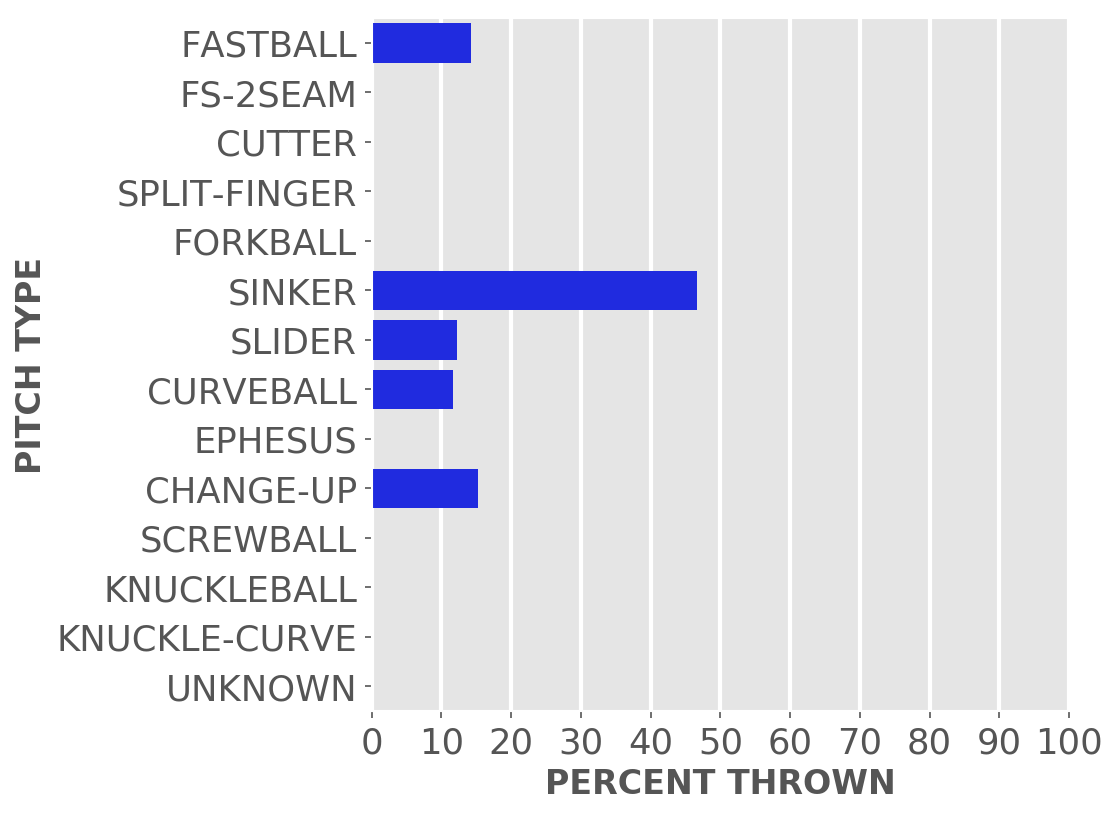 FASTBALL
FS-2SEAM
CUTTER
SPLIT-FINGER
FORKBALL
SINKER
SLIDER
CURVEBALL
EPHESUS
CHANGE-UP
SCREWBALL
KNUCKLEBALL
KNUCKLE-CURVE
UNKNOWN
PITCH TYPE
0 10 20 30 40 50 60 70 80 90 100
PERCENT THROWN